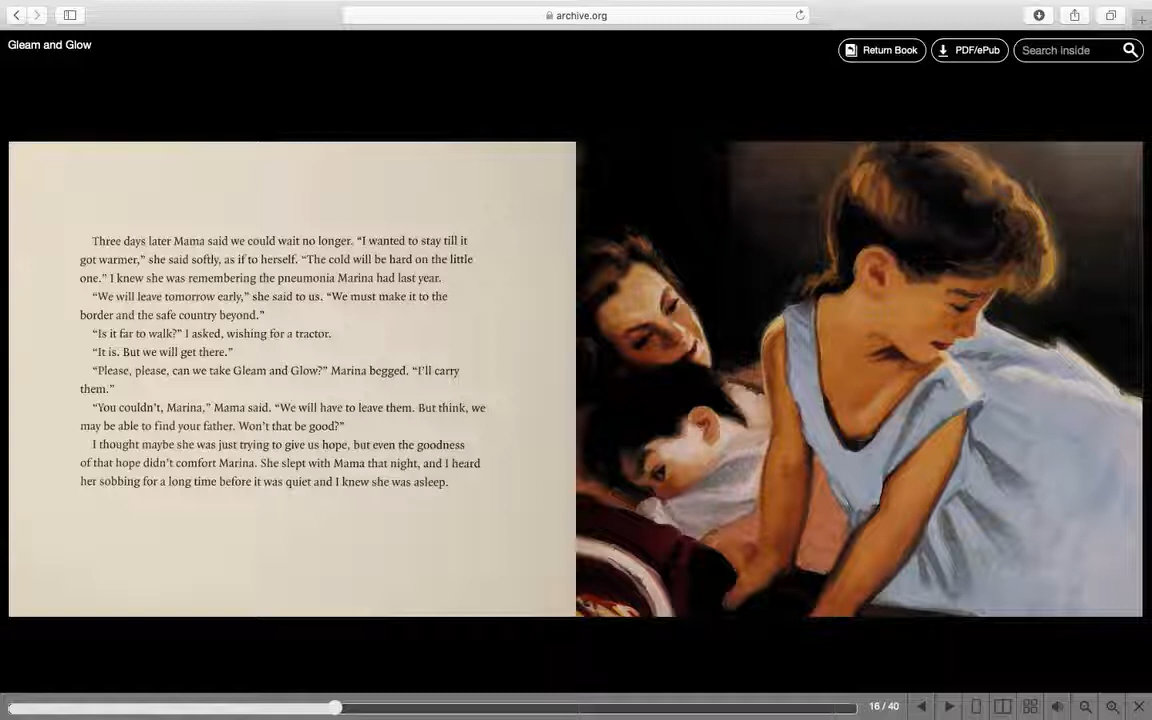 archive.org
Gleam and Glow
Return Book
PDF/ePub
Search inside
Three days later Mama said we could wait no longer. “I wanted to stay till it
got warmer,” she said softly, as if to herself. “The cold will be hard on the little
one.” I knew she was remembering the pneumonia Marina had last year.
“We will leave tomorrow early,” she said to us. “We must make it to the
border and the safe country beyond.”
“Is it far to walk?” I asked, wishing for a tractor.
“It is. But we will get there.”
“Please, please, can we take Gleam and Glow?” Marina begged. “I’ll carry
them.”
“You couldn’t, Marina,” Mama said. “We will have to leave them. But think, we
may be able to find your father. Won’t that be good?”
I thought maybe she was just trying to give us hope, but even the goodness
of that hope didn’t comfort Marina. She slept with Mama that night, and I heard
her sobbing for a long time before it was quiet and I knew she was asleep.
16 / 40